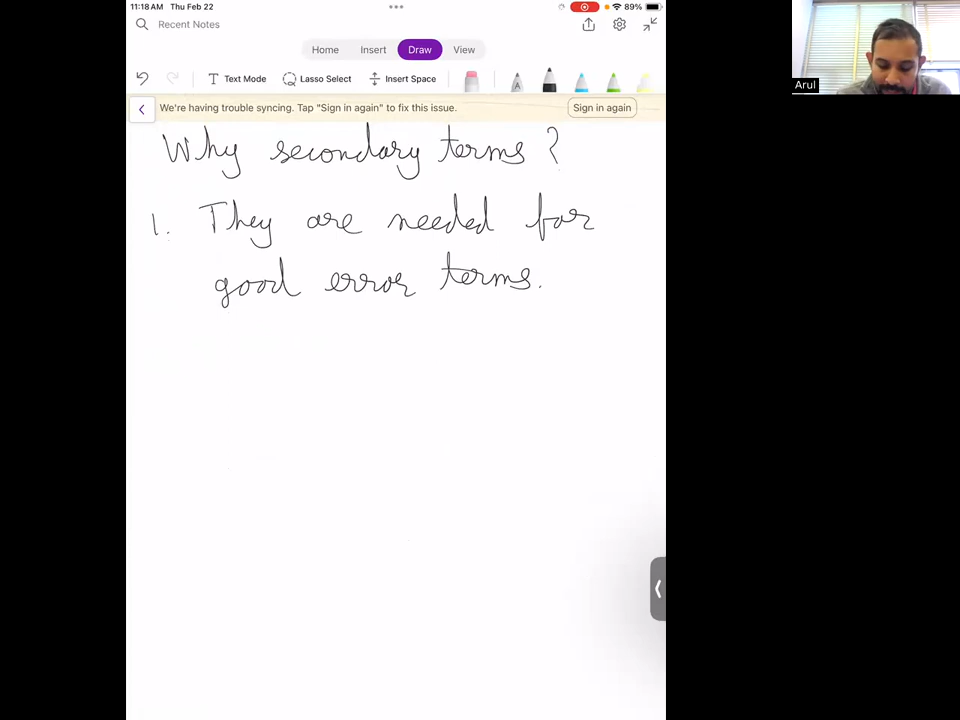 11:18 AM Thu Feb 22
89%
Recent Notes
Home Insert Draw View
Text Mode Lasso Select Insert Space A
We're having trouble syncing. Tap "Sign in again" to fix this issue. Sign in again
Why secondary terms?
1. They are needed for
good error terms.
Arul